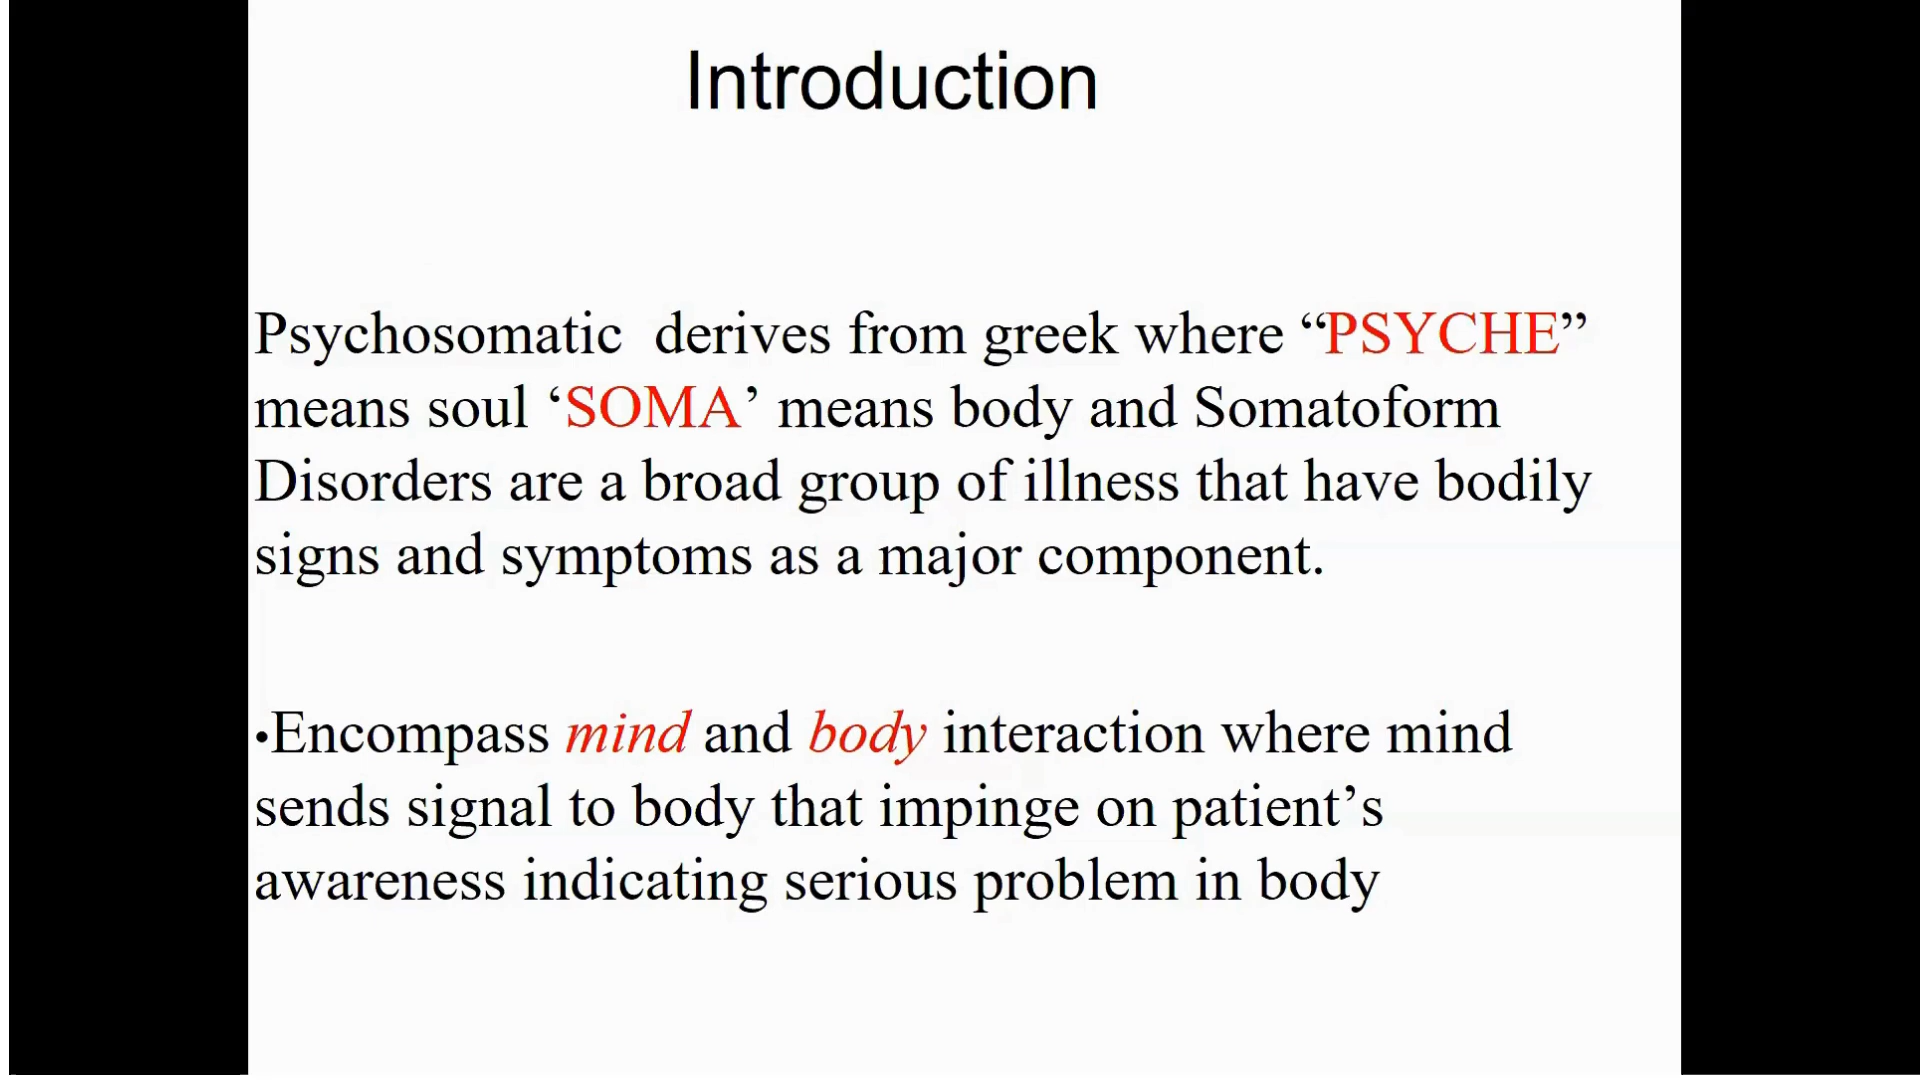 Introduction
Psychosomatic  derives from greek where “PSYCHE”
means soul ‘SOMA’ means body and Somatoform
Disorders are a broad group of illness that have bodily
signs and symptoms as a major component.
•Encompass mind and body interaction where mind
sends signal to body that impinge on patient’s
awareness indicating serious problem in body